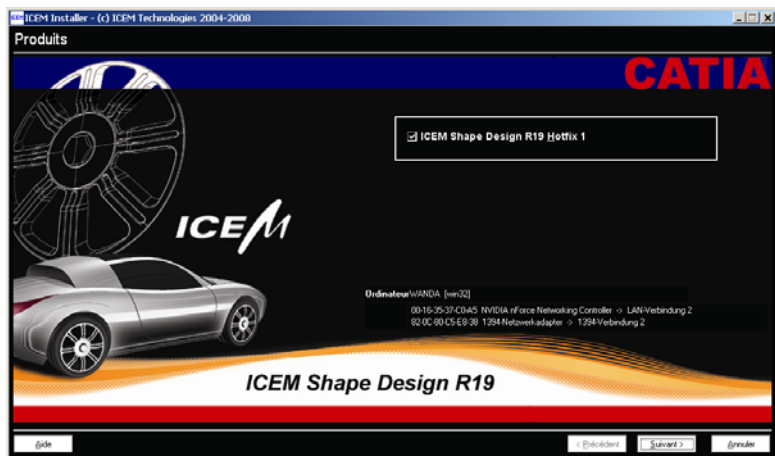 ICEM Installer - (c) ICEM Technologies 2004-2008
Produits
CATIA
ICEM Shape Design R19 Hotfix 1
ICEM
Ordinateur WANDA [win32]
00-16-35-37-C0-A5 NVIDIA nForce Networking Controller -> LAN-Verbindung 2
82-0C-80-C5-E8-38 1394-Netzwerkadapter -> 1394-Verbindung 2
ICEM Shape Design R19
Aide
< Précédent
Suivant >
Annuler